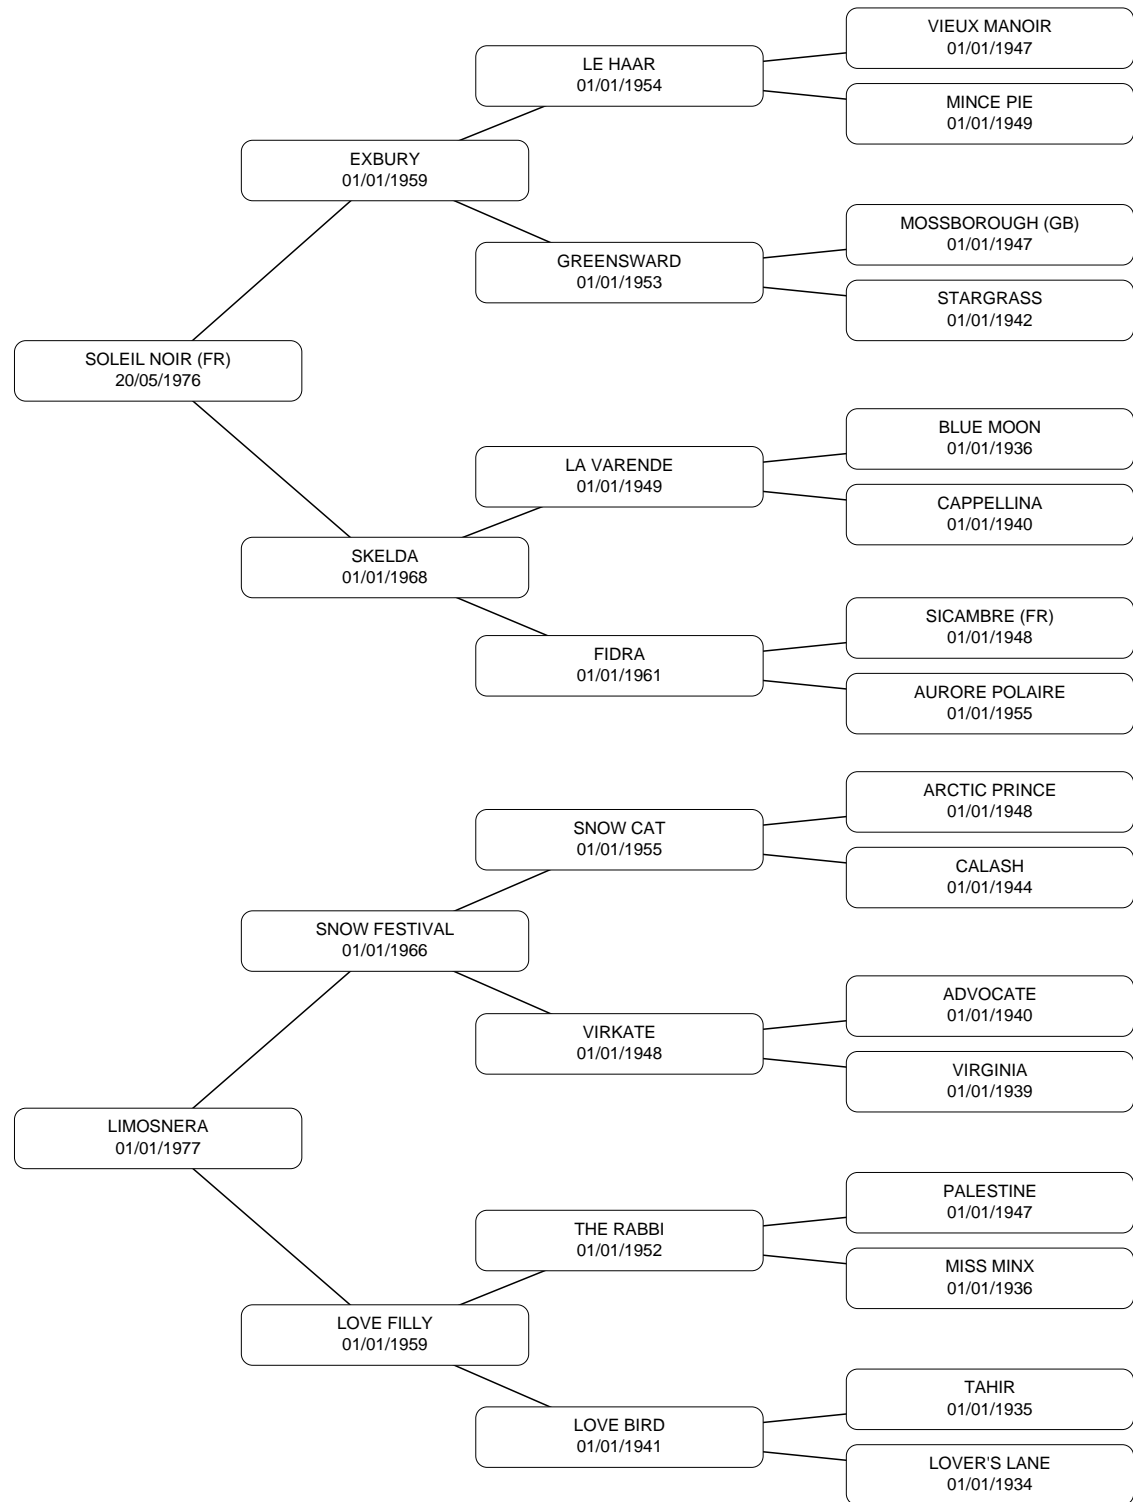 VIEUX MANOIR
01/01/1947
LE HAAR
01/01/1954
MINCE PIE
01/01/1949
EXBURY
01/01/1959
MOSSBOROUGH (GB)
01/01/1947
GREENSWARD
01/01/1953
STARGRASS
01/01/1942
SOLEIL NOIR (FR)
20/05/1976
BLUE MOON
01/01/1936
LA VARENDE
01/01/1949
CAPPELLINA
01/01/1940
SKELDA
01/01/1968
SICAMBRE (FR)
01/01/1948
FIDRA
01/01/1961
AURORE POLAIRE
01/01/1955
ARCTIC PRINCE
01/01/1948
SNOW CAT
01/01/1955
CALASH
01/01/1944
SNOW FESTIVAL
01/01/1966
ADVOCATE
01/01/1940
VIRKATE
01/01/1948
VIRGINIA
01/01/1939
LIMOSNERA
01/01/1977
PALESTINE
01/01/1947
THE RABBI
01/01/1952
MISS MINX
01/01/1936
LOVE FILLY
01/01/1959
TAHIR
01/01/1935
LOVE BIRD
01/01/1941
LOVER'S LANE
01/01/1934